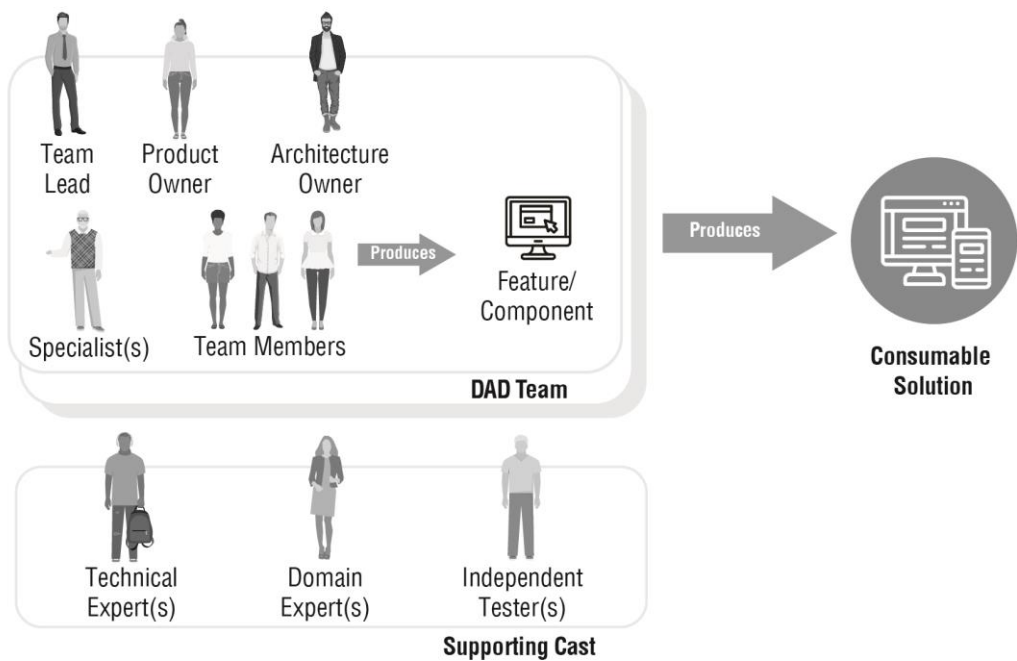 Team
Lead
Product
Owner
Architecture
Owner
Specialist(s)
Team Members
Produces
Feature/
Component
DAD Team
Produces
Consumable
Solution
Technical
Expert(s)
Domain
Expert(s)
Independent
Tester(s)
Supporting Cast